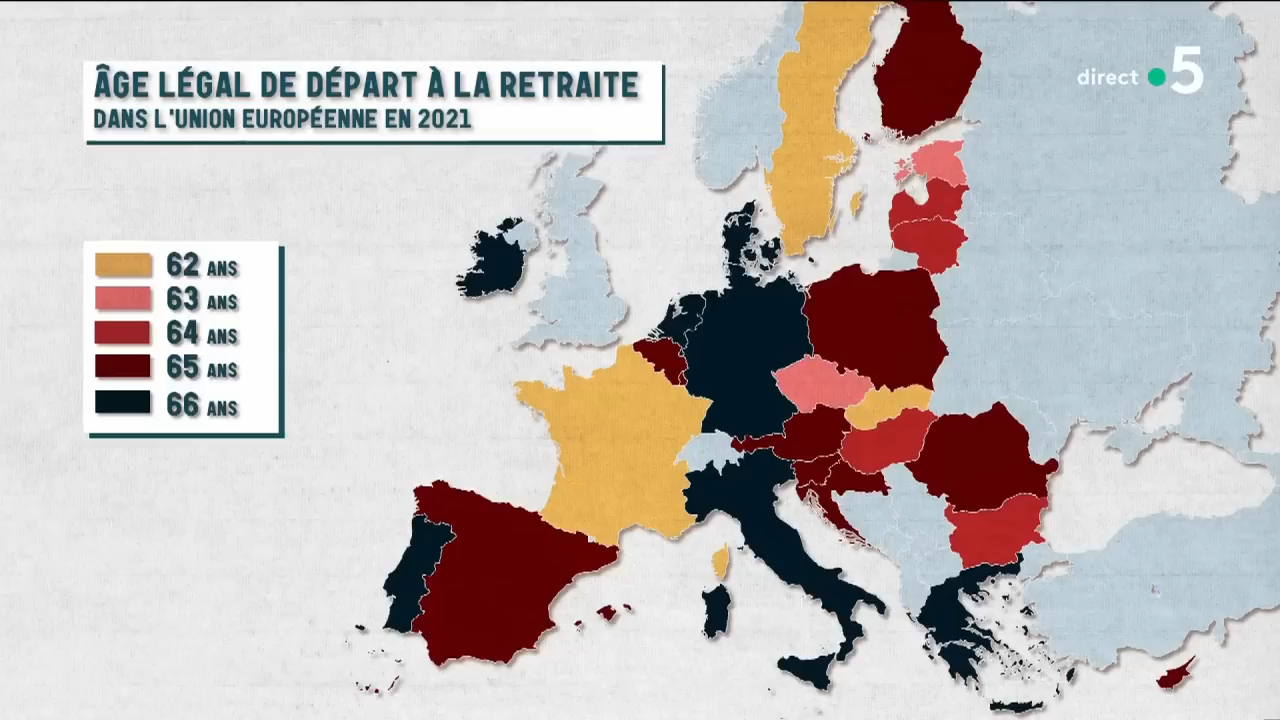 ÂGE LÉGAL DE DÉPART À LA RETRAITE
DANS L'UNION EUROPÉENNE EN 2021
direct 5
62 ANS
63 ANS
64 ANS
65 ANS
66 ANS